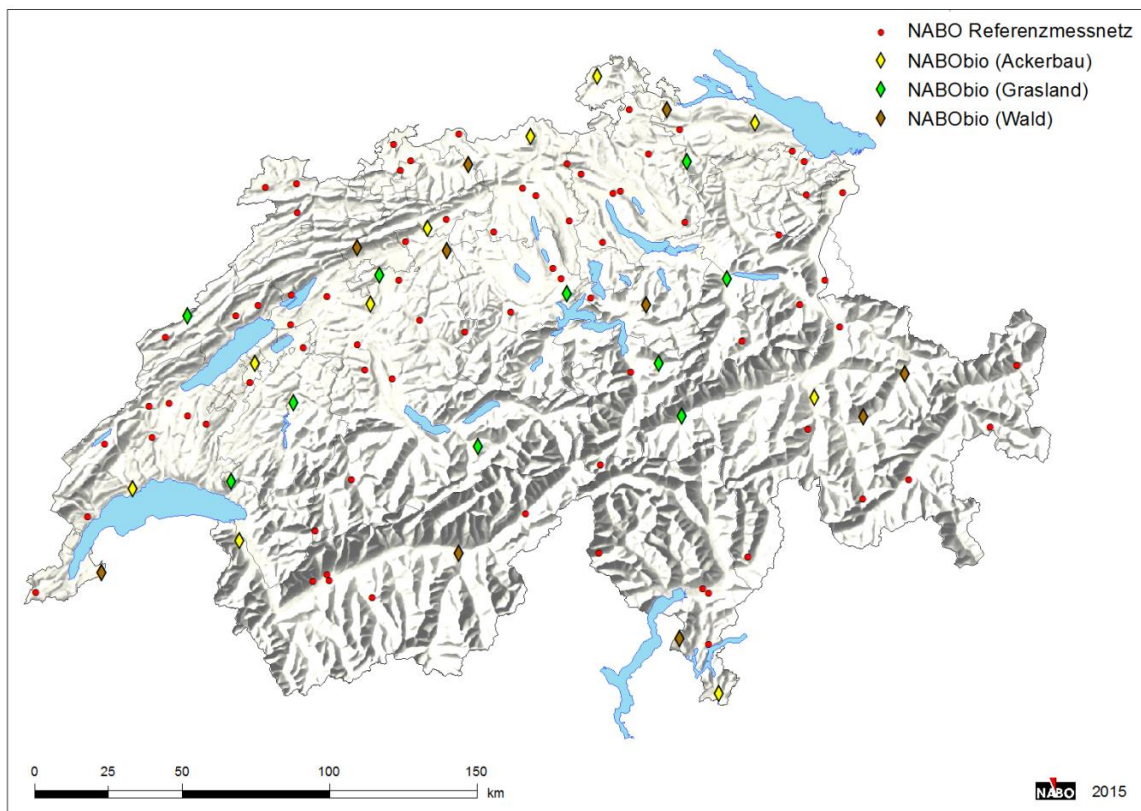 NABO Referenzmessnetz
NABObio (Ackerbau)
NABObio (Grasland)
NABObio (Wald)
0 25 50 100 150
km
NABO 2015